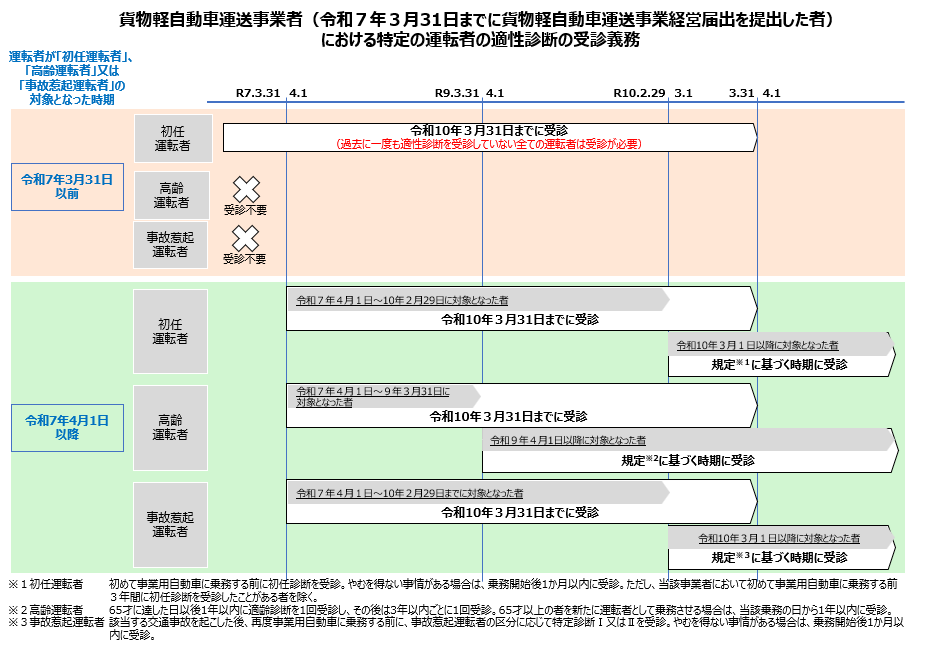 貨物軽自動車運送事業者（令和７年３月31日までに貨物軽自動車運送事業経営届出を提出した者）
における特定の運転者の適性診断の受診義務
運転者が「初任運転者」、
「高齢運転者」又は
「事故惹起運転者」の
対象となった時期
R7.3.31 4.1 R9.3.31 4.1 R10.2.29 3.1 3.31 4.1
令和7年3月31日
以前
初任
運転者
令和10年３月31日までに受診
（過去に一度も適性診断を受診していない全ての運転者は受診が必要）
高齢
運転者
受診不要
事故惹起
運転者
受診不要
令和7年4月1日
以降
初任
運転者
令和７年４月１日～10年２月29日に対象となった者
令和10年３月31日までに受診
令和10年３月１日以降に対象となった者
規定※1に基づく時期に受診
高齢
運転者
令和７年４月１日～９年３月31日に
対象となった者
令和10年３月31日までに受診
令和９年４月1日以降に対象となった者
規定※2に基づく時期に受診
事故惹起
運転者
令和７年４月１日～10年２月29日までに対象となった者
令和10年３月31日までに受診
令和10年３月１日以降に対象となった者
規定※3に基づく時期に受診
※１初任運転者 初めて事業用自動車に乗務する前に初任診断を受診。やむを得ない事情がある場合は、乗務開始後1か月以内に受診。ただし、当該事業者において初めて事業用自動車に乗務する前
３年間に初任診断を受診したことがある者を除く。
※２高齢運転者 65才に達した日以後1年以内に適齢診断を1回受診し、その後は3年以内ごとに1回受診。65才以上の者を新たに運転者として乗務させる場合は、当該乗務の日から1年以内に受診。
※３事故惹起運転者 該当する交通事故を起こした後、再度事業用自動車に乗務する前に、事故惹起運転者の区分に応じて特定診断Ⅰ又はⅡを受診。やむを得ない事情がある場合は、乗務開始後1か月以
内に受診。